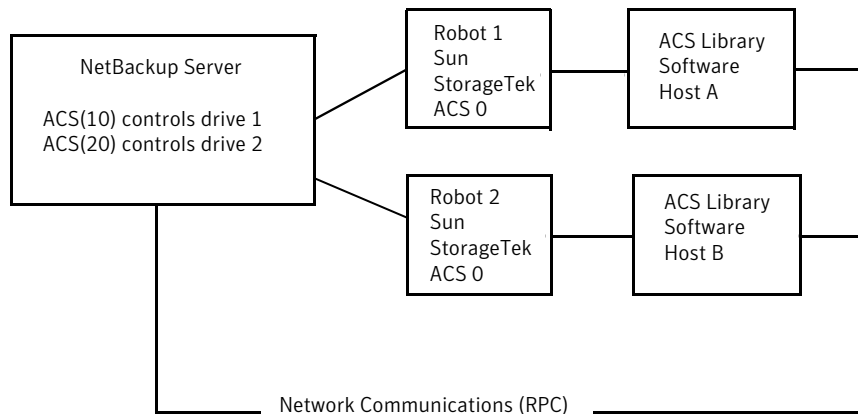 NetBackup Server
ACS(10) controls drive 1
ACS(20) controls drive 2
Robot 1
Sun
StorageTek
ACS 0
ACS Library
Software
Host A
Robot 2
Sun
StorageTek
ACS 0
ACS Library
Software
Host B
Network Communications (RPC)